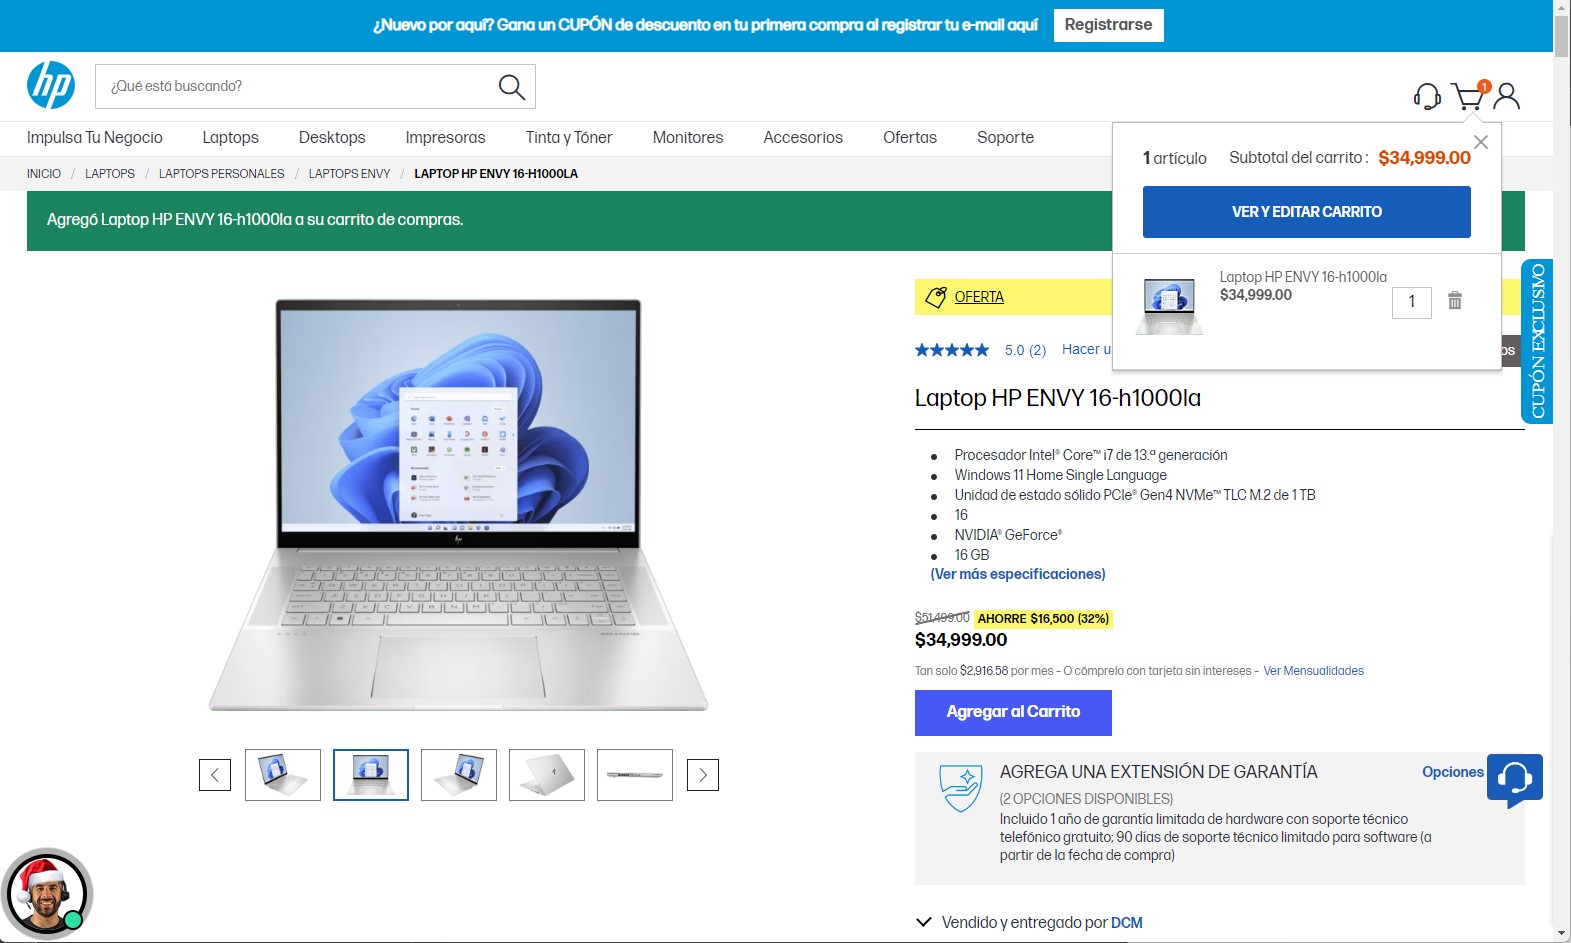 ¿Nuevo por aquí? Gana un CUPÓN de descuento en tu primera compra al registrar tu e-mail aquí
Registrarse
hp
¿Qué está buscando?
1
Impulsa Tu Negocio
Laptops
Desktops
Impresoras
Tinta y Tóner
Monitores
Accesorios
Ofertas
Soporte
1 artículo
Subtotal del carrito :
$34,999.00
VER Y EDITAR CARRITO
Laptop HP ENVY 16-h1000la
$34,999.00
1
INICIO / LAPTOPS / LAPTOPS PERSONALES / LAPTOPS ENVY / LAPTOP HP ENVY 16-H1000LA
Agregó Laptop HP ENVY 16-h1000la a su carrito de compras.
OFERTA
5.0 (2)
Hacer u
os
CUPÓN EXCLUSIVO
Laptop HP ENVY 16-h1000la
Procesador Intel® Core™ i7 de 13.ª generación
Windows 11 Home Single Language
Unidad de estado sólido PCIe® Gen4 NVMe™ TLC M.2 de 1 TB
16
NVIDIA® GeForce®
16 GB
(Ver más especificaciones)
$51,499.00 AHORRE $16,500 (32%)
$34,999.00
Tan solo $2,916.58 por mes - O cómprelo con tarjeta sin intereses - Ver Mensualidades
Agregar al Carrito
AGREGA UNA EXTENSIÓN DE GARANTÍA
Opciones
(2 OPCIONES DISPONIBLES)
Incluido 1 año de garantía limitada de hardware con soporte técnico
telefónico gratuito; 90 días de soporte técnico limitado para software (a
partir de la fecha de compra)
Vendido y entregado por DCM